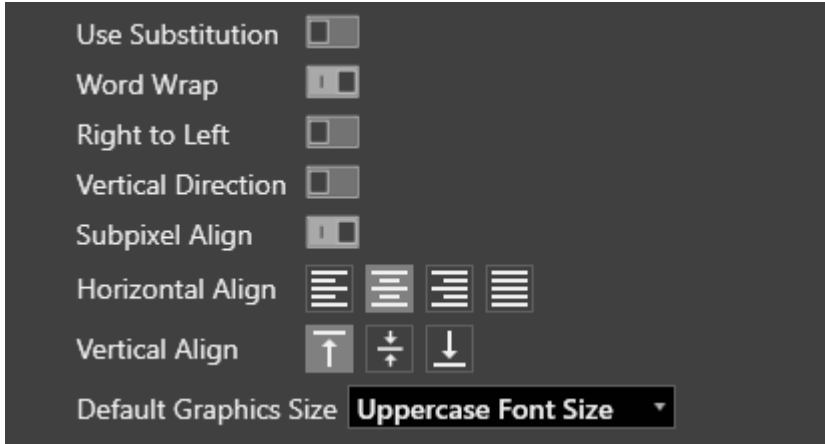 Use Substitution
Word Wrap
Right to Left
Vertical Direction
Subpixel Align
Horizontal Align
Vertical Align
Default Graphics Size Uppercase Font Size